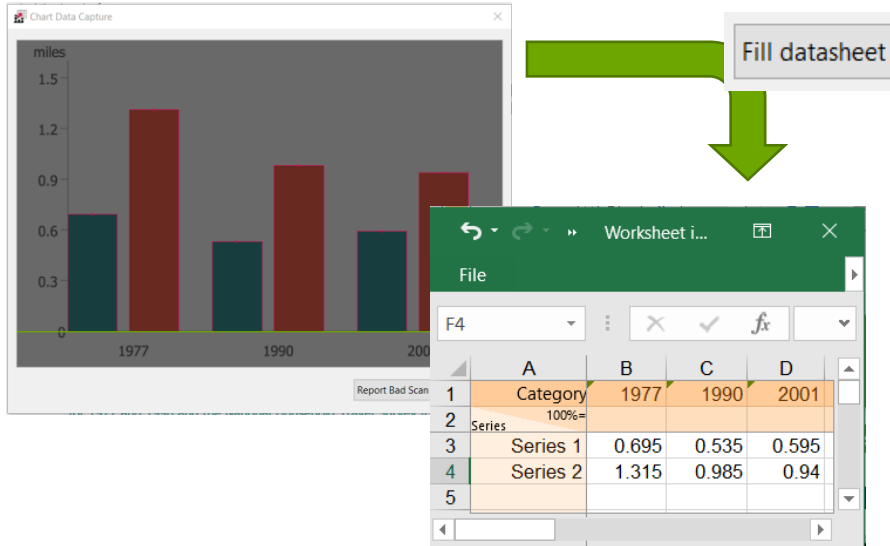 Chart Data Capture
miles
1.5
1.2
0.9
0.6
0.3
0
1977 1990 200
Report Bad Scan
Fill datasheet
Worksheet i...
File
F4 fx
A B C D
1 Category 1977 1990 2001
2 Series 100%=
3 Series 1 0.695 0.535 0.595
4 Series 2 1.315 0.985 0.94
5